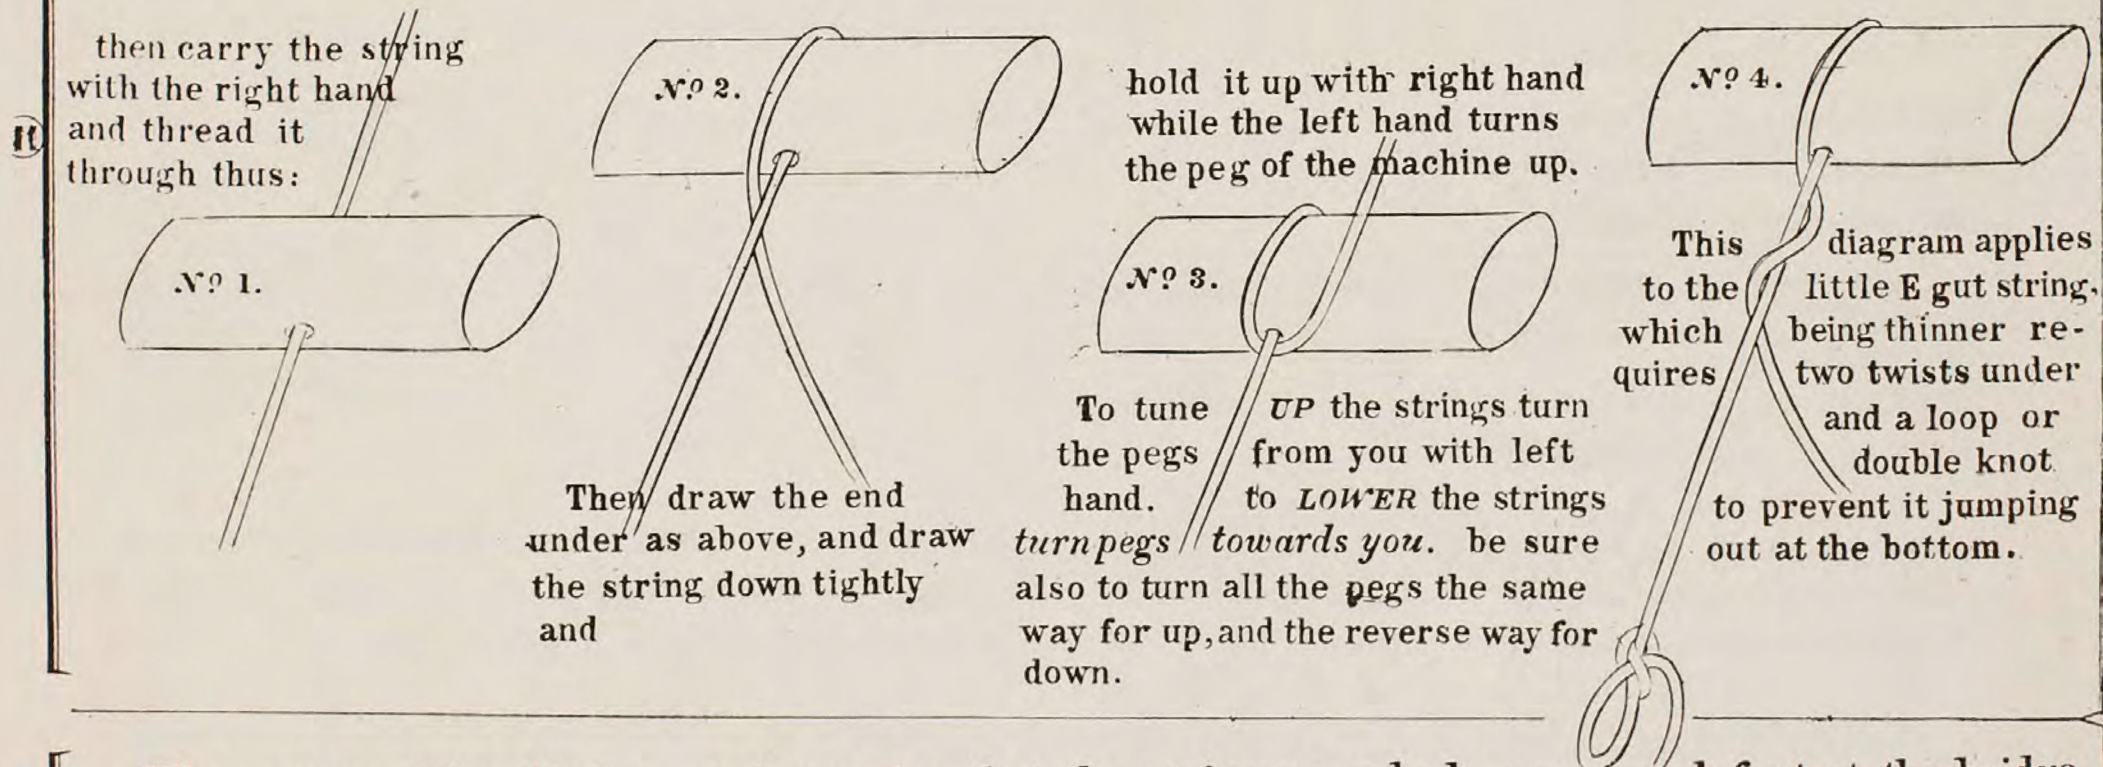 then carry the string
with the right hand
and thread it
through thus:
Nº 1.
Nº 2.
Then draw the end
under as above, and draw
the string down tightly
and
hold it up with right hand
while the left hand turns
the peg of the machine up.
Nº 3.
To tune UP the strings turn
the pegs from you with left
hand. to LOWER the strings
turn pegs towards you. be sure
also to turn all the pegs the same
way for up, and the reverse way for
down.
Nº 4.
This diagram applies
to the little E gut string.
which being thinner re-
quires two twists under
and a loop or
double knot
to prevent it jumping
out at the bottom.